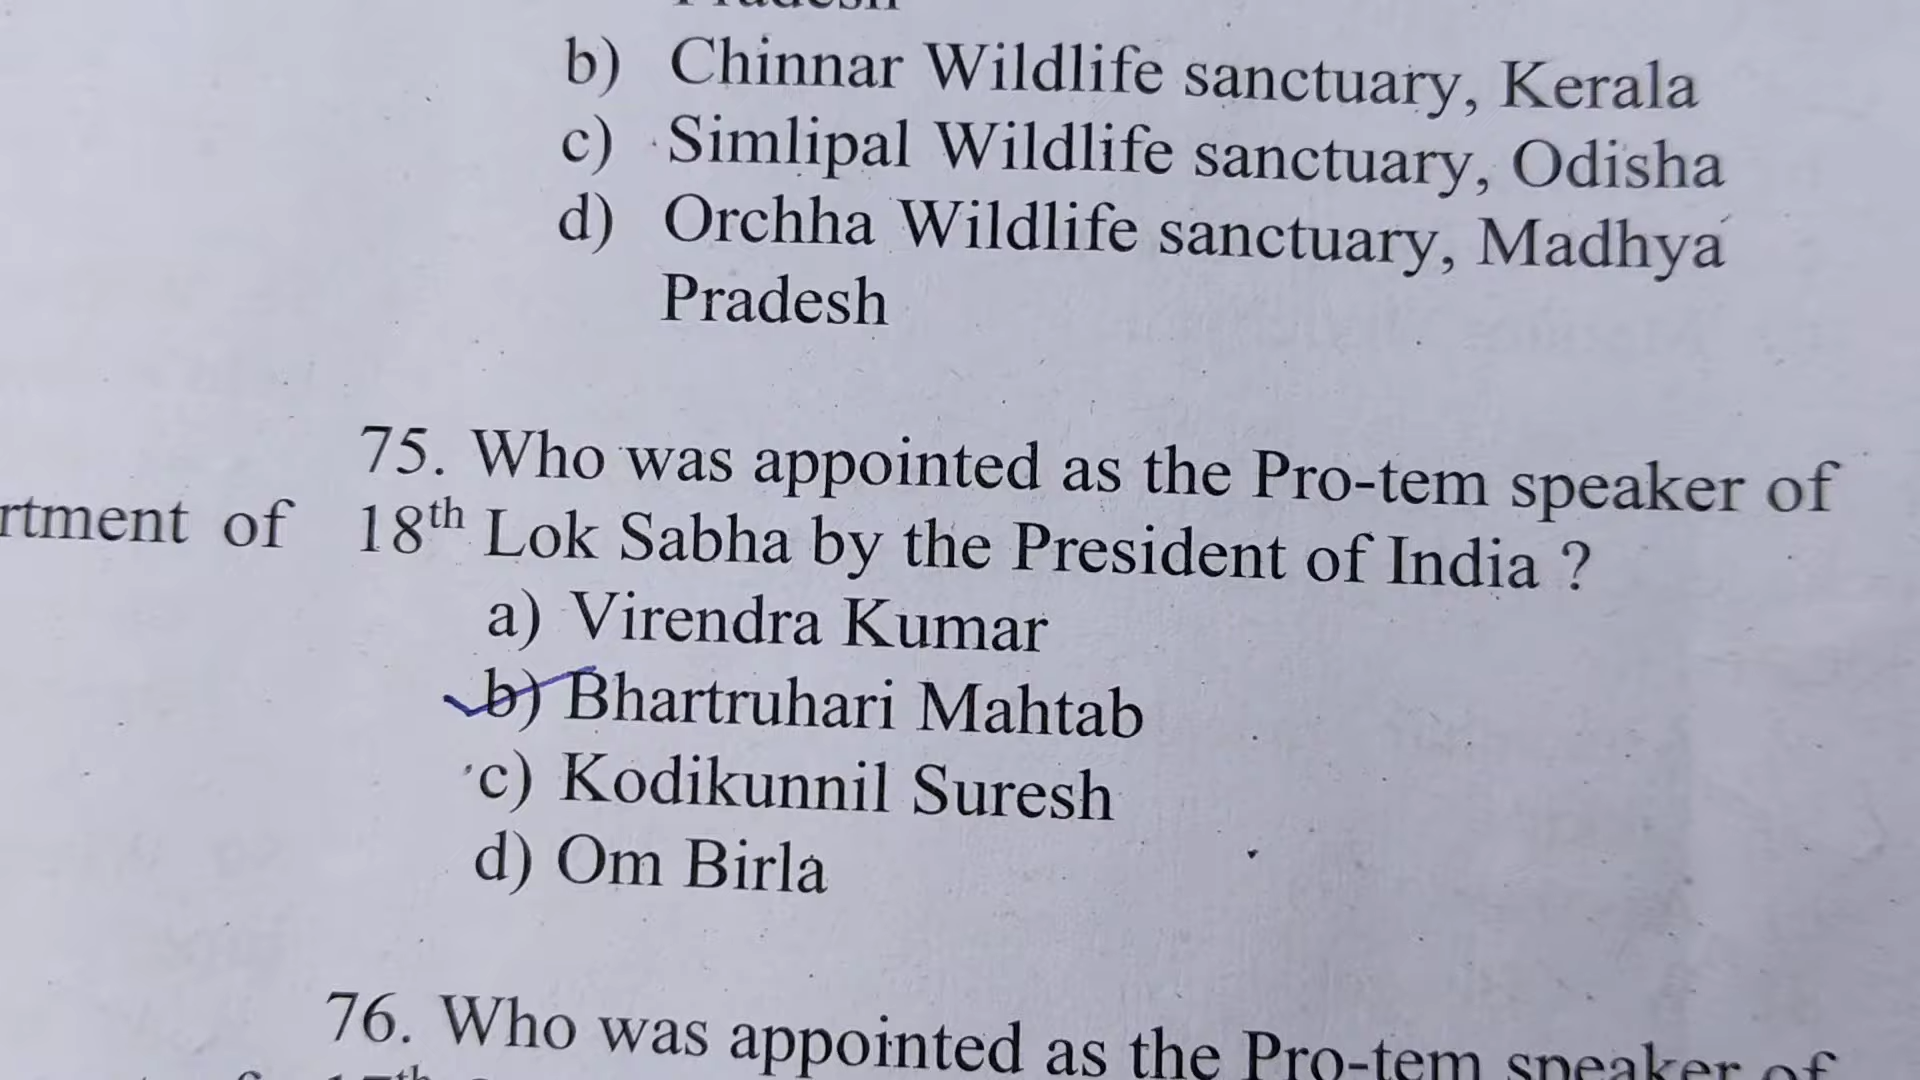 Pradesh
b) Chinnar Wildlife sanctuary, Kerala
c) Simlipal Wildlife sanctuary, Odisha
d) Orchha Wildlife sanctuary, Madhya
Pradesh
75. Who was appointed as the Pro-tem speaker of
rtment of
18th Lok Sabha by the President of India ?
a) Virendra Kumar
b) Bhartruhari Mahtab
c) Kodikunnil Suresh
d) Om Birla
76. Who was appointed as the Pro-tem speaker of